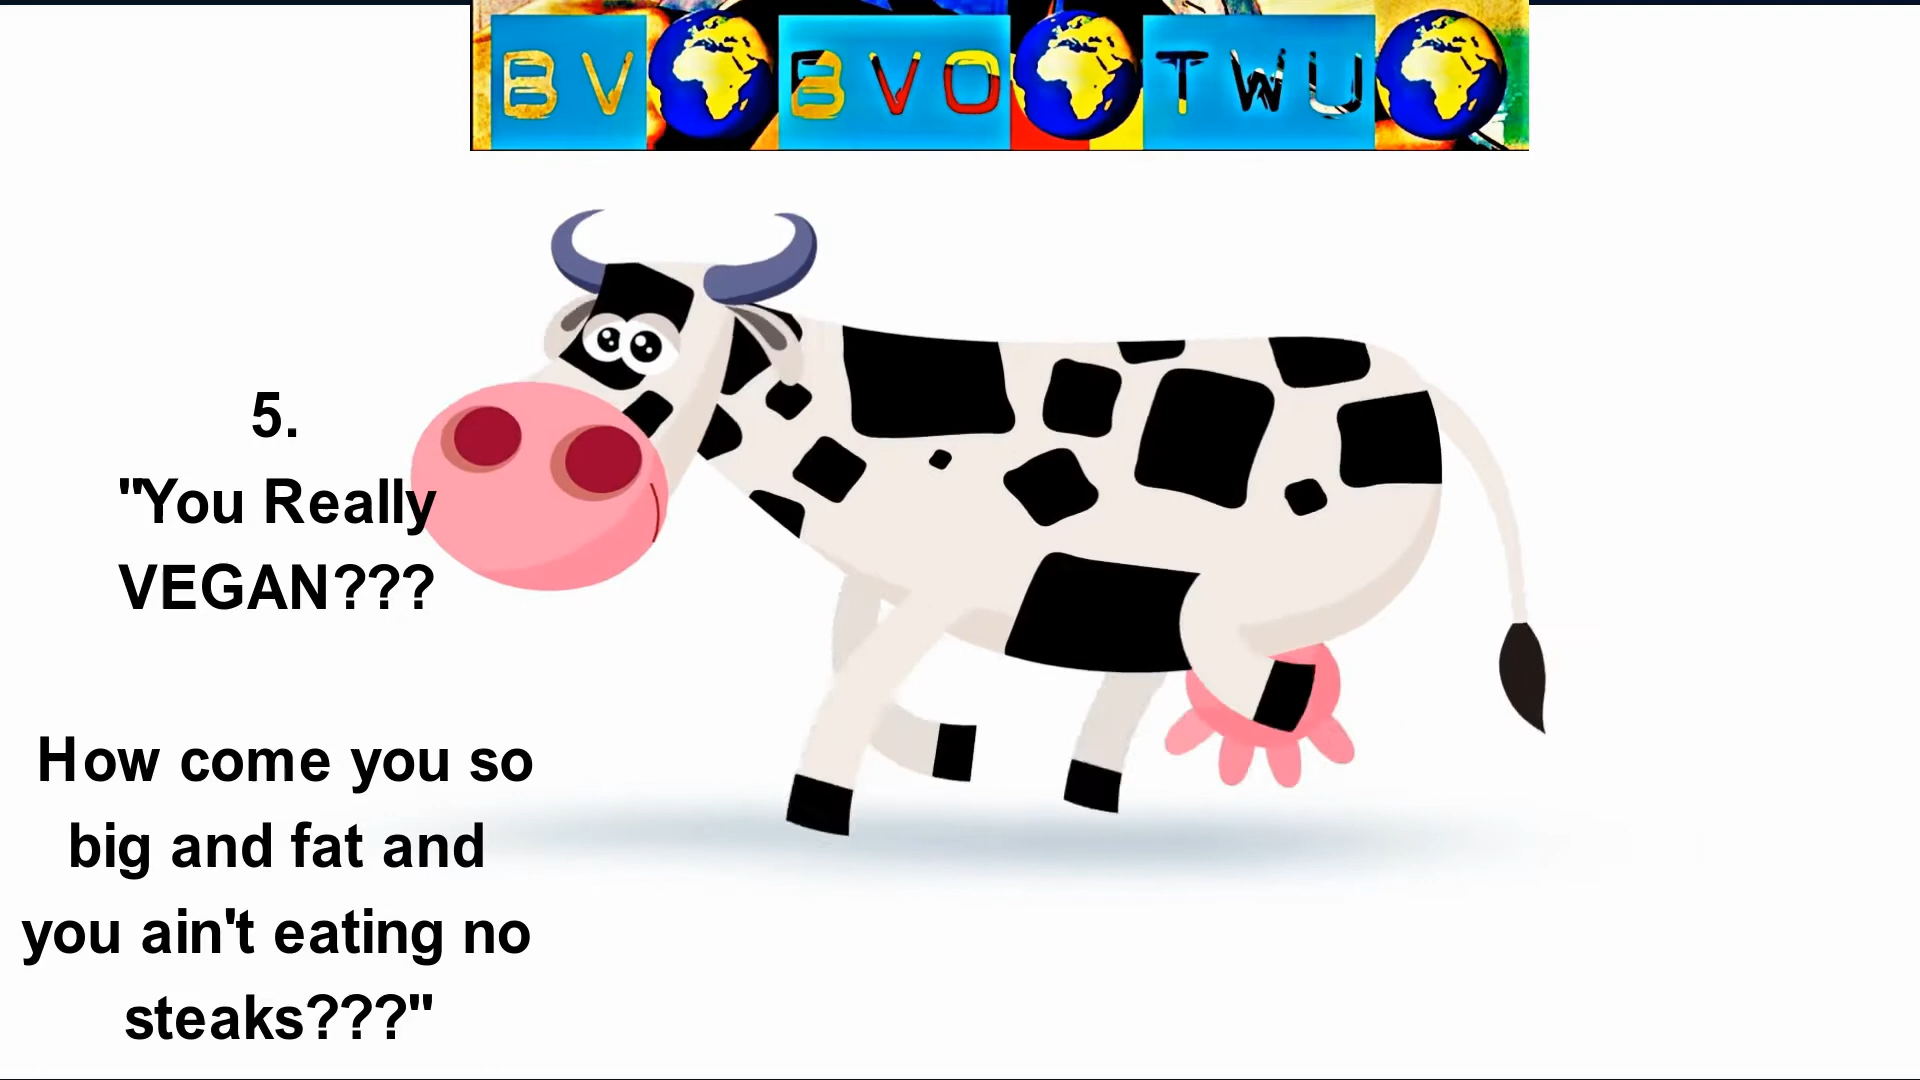 BV BVO TWU
5.
"You Really
VEGAN???
How come you so
big and fat and
you ain't eating no
steaks???"